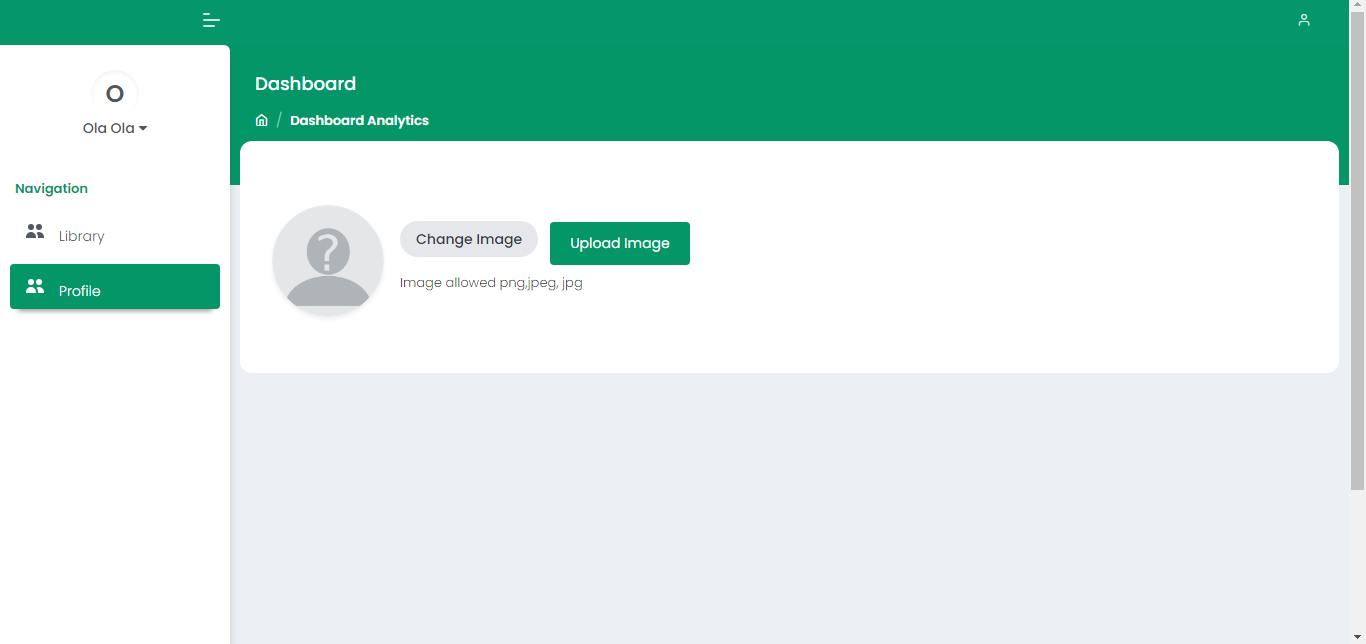 Dashboard
/ Dashboard Analytics
O
Ola Ola
Navigation
Library
Profile
?
Change Image
Upload Image
Image allowed png,jpeg, jpg